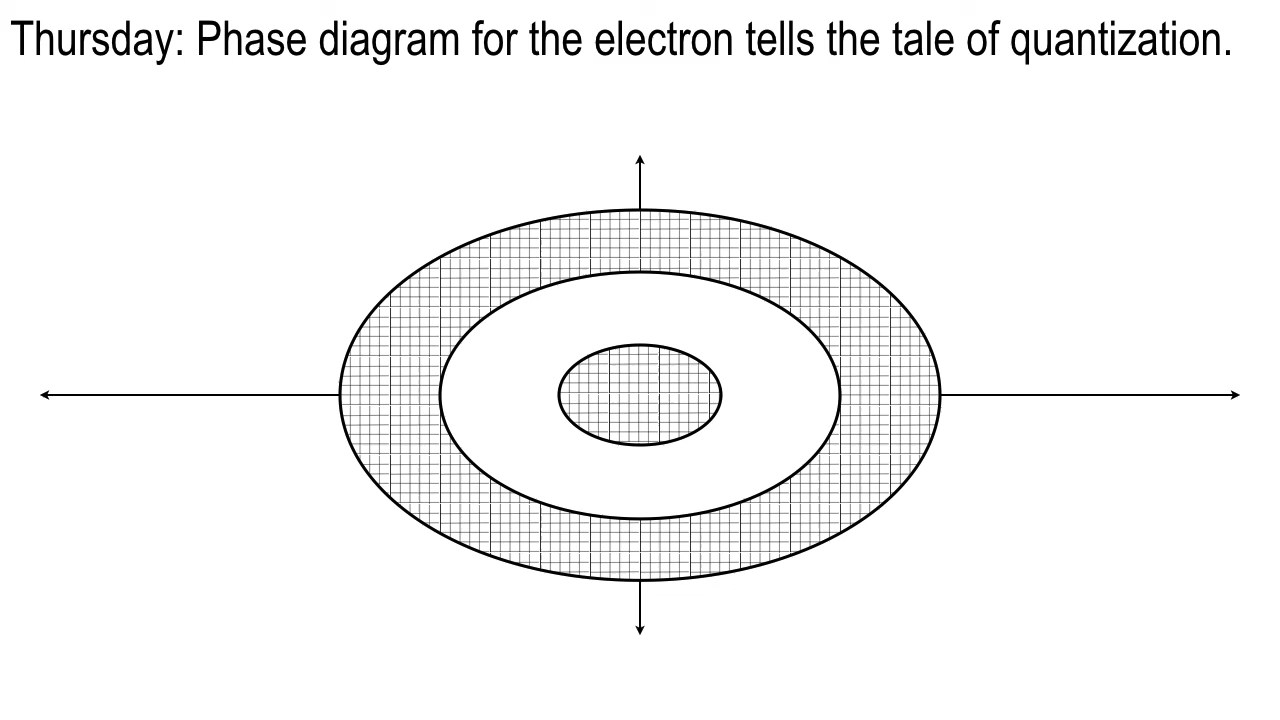 Thursday: Phase diagram for the electron tells the tale of quantization.